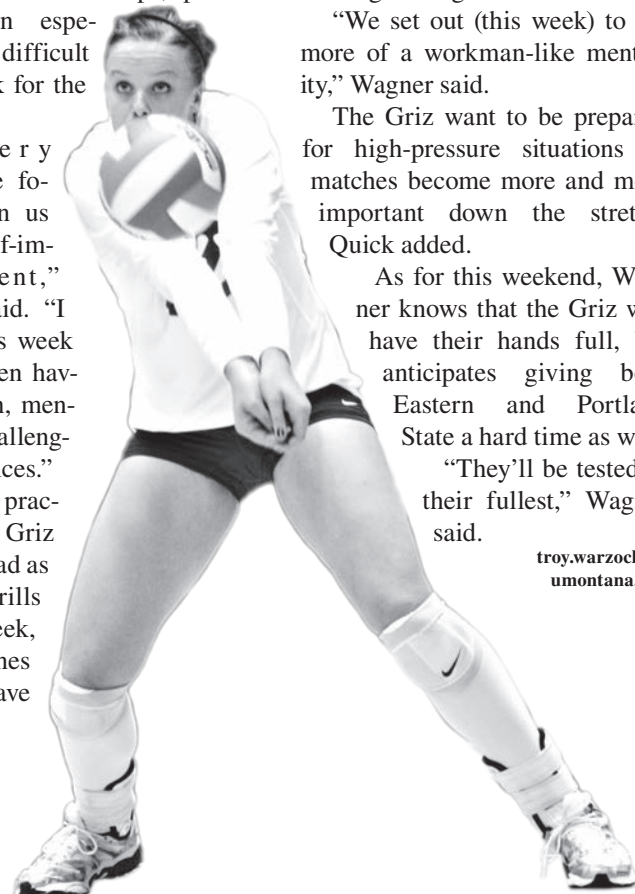 n espe-
difficult
k for the
e r y
e fo-
n us
f-im-
ent,”
id. “I
s week
en hav-
n, men-
alleng-
ces.”
prac-
Griz
ad as
rills
eek,
nes
ave
“We set out (this week) to
more of a workman-like ment
ity,” Wagner said.
The Griz want to be prepar
for high-pressure situations
matches become more and m
important down the stret
Quick added.
As for this weekend, W
ner knows that the Griz w
have their hands full,
anticipates giving b
Eastern and Portla
State a hard time as w
“They’ll be tested
their fullest,” Wag
said.
troy.warzoc
umontana.